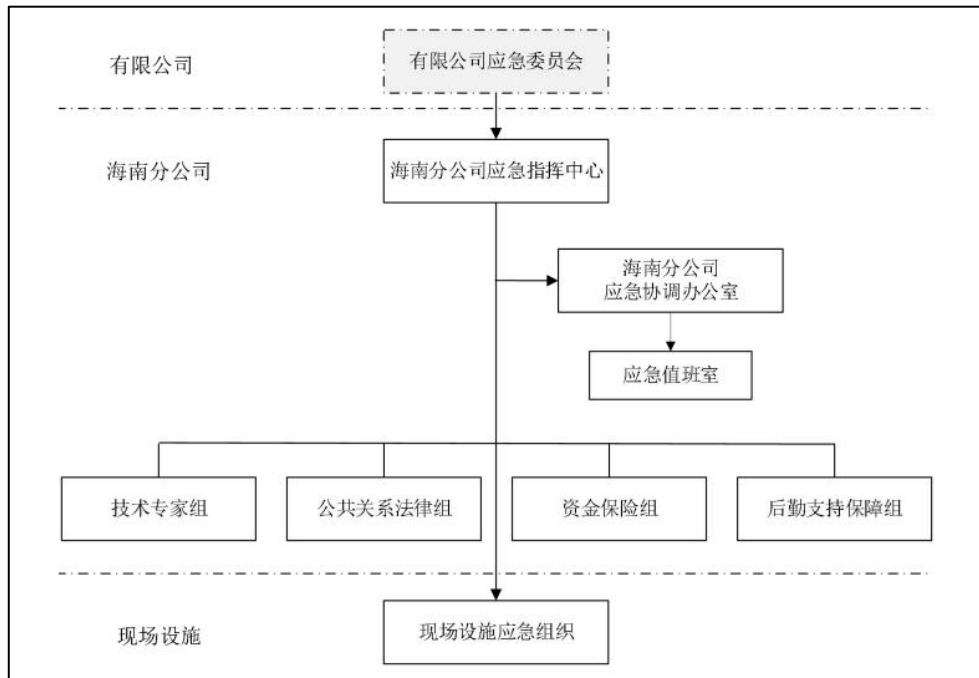 有限公司
有限公司应急委员会
海南分公司
海南分公司应急指挥中心
海南分公司
应急协调办公室
应急值班室
技术专家组
公共关系法律组
资金保险组
后勤支持保障组
现场设施
现场设施应急组织